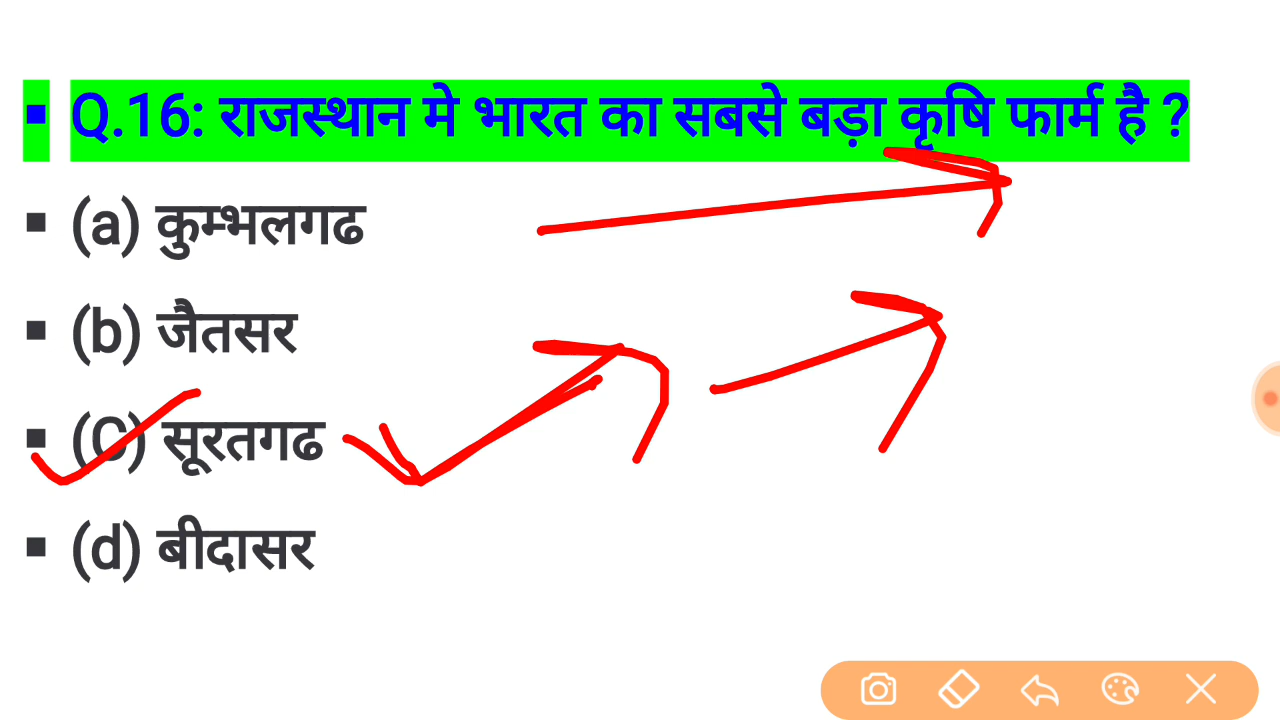 ▪ Q.16: राजस्थान मे भारत का सबसे बड़ा कृषि फार्म है ?
▪ (a) कुम्भलगढ
▪ (b) जैतसर
▪ (C) सूरतगढ
▪ (d) बीदासर